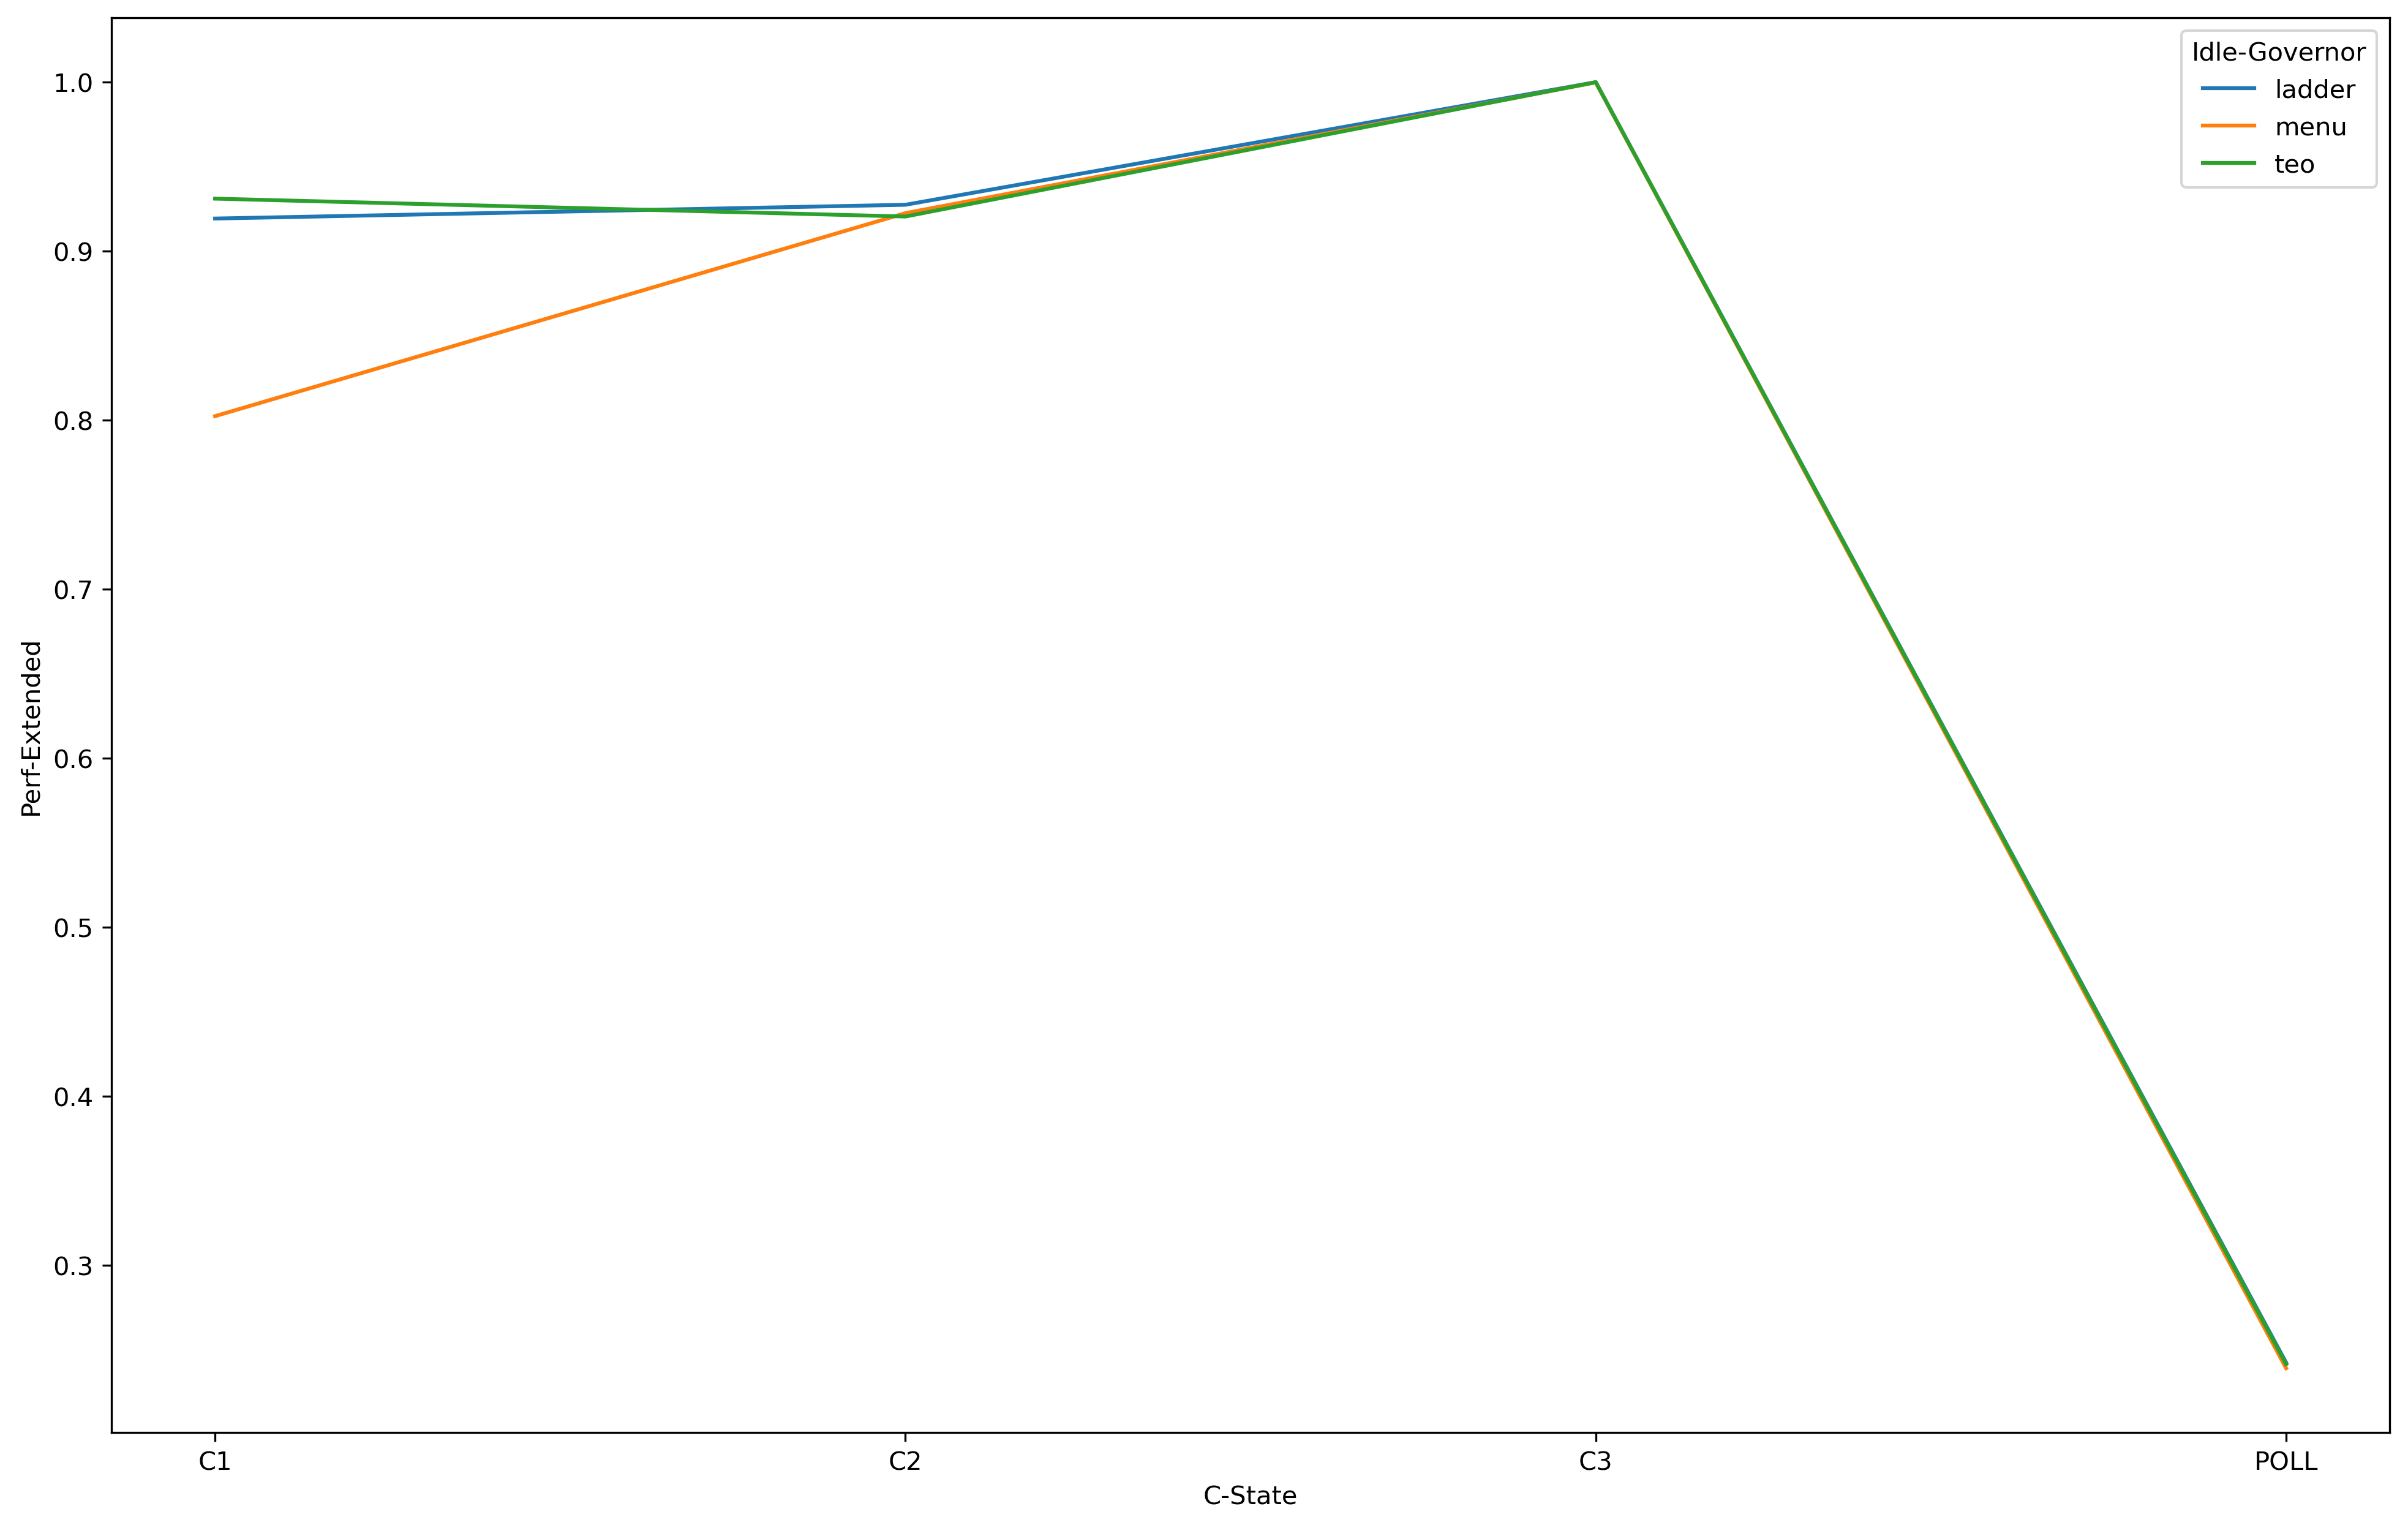 Idle-Governor
ladder
menu
teo
1.0
0.9
0.8
0.7
0.6
0.5
0.4
0.3
Perf-Extended
C1
C2
C3
POLL
C-State